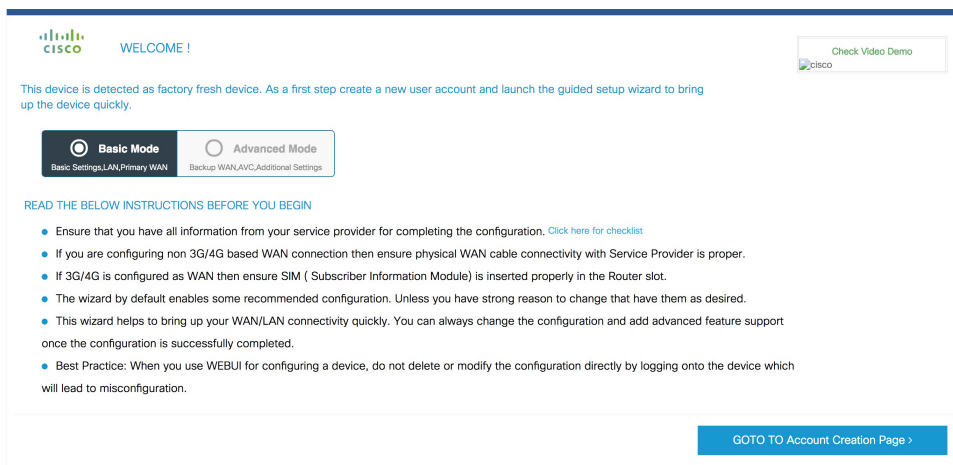 CISCO
WELCOME !
Check Video Demo
cisco
This device is detected as factory fresh device. As a first step create a new user account and launch the guided setup wizard to bring
up the device quickly.
Basic Mode
Basic Settings,LAN,Primary WAN
Advanced Mode
Backup WAN,AVC,Additional Settings
READ THE BELOW INSTRUCTIONS BEFORE YOU BEGIN
● Ensure that you have all information from your service provider for completing the configuration. Click here for checklist
● If you are configuring non 3G/4G based WAN connection then ensure physical WAN cable connectivity with Service Provider is proper.
● If 3G/4G is configured as WAN then ensure SIM ( Subscriber Information Module) is inserted properly in the Router slot.
● The wizard by default enables some recommended configuration. Unless you have strong reason to change that have them as desired.
● This wizard helps to bring up your WAN/LAN connectivity quickly. You can always change the configuration and add advanced feature support
once the configuration is successfully completed.
● Best Practice: When you use WEBUI for configuring a device, do not delete or modify the configuration directly by logging onto the device which
will lead to misconfiguration.
GOTO TO Account Creation Page >